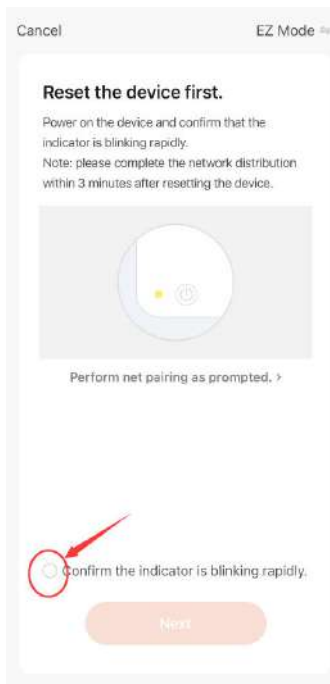 Cancel
EZ Mode
Reset the device first.
Power on the device and confirm that the
indicator is blinking rapidly.
Note: please complete the network distribution
within 3 minutes after resetting the device.
Perform net pairing as prompted. >
Confirm the indicator is blinking rapidly.
Next